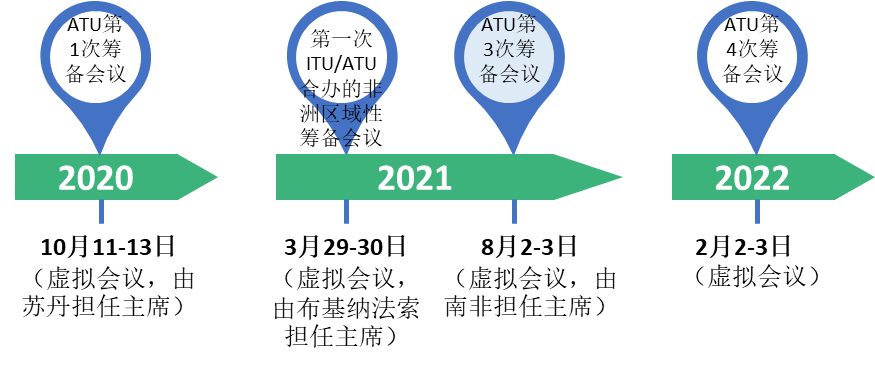 ATU第
1次筹
备会议
第一次
ITU/ATU
合办的非
洲区域性
筹备会议
ATU第
3次筹
备会议
ATU第
4次筹
备会议
2020
2021
2022
10月11-13日
（虚拟会议，由
苏丹担任主席）
3月29-30日
（虚拟会议，
由布基纳法索
担任主席）
8月2-3日
（虚拟会议，由
南非担任主席）
2月2-3日
（虚拟会议）